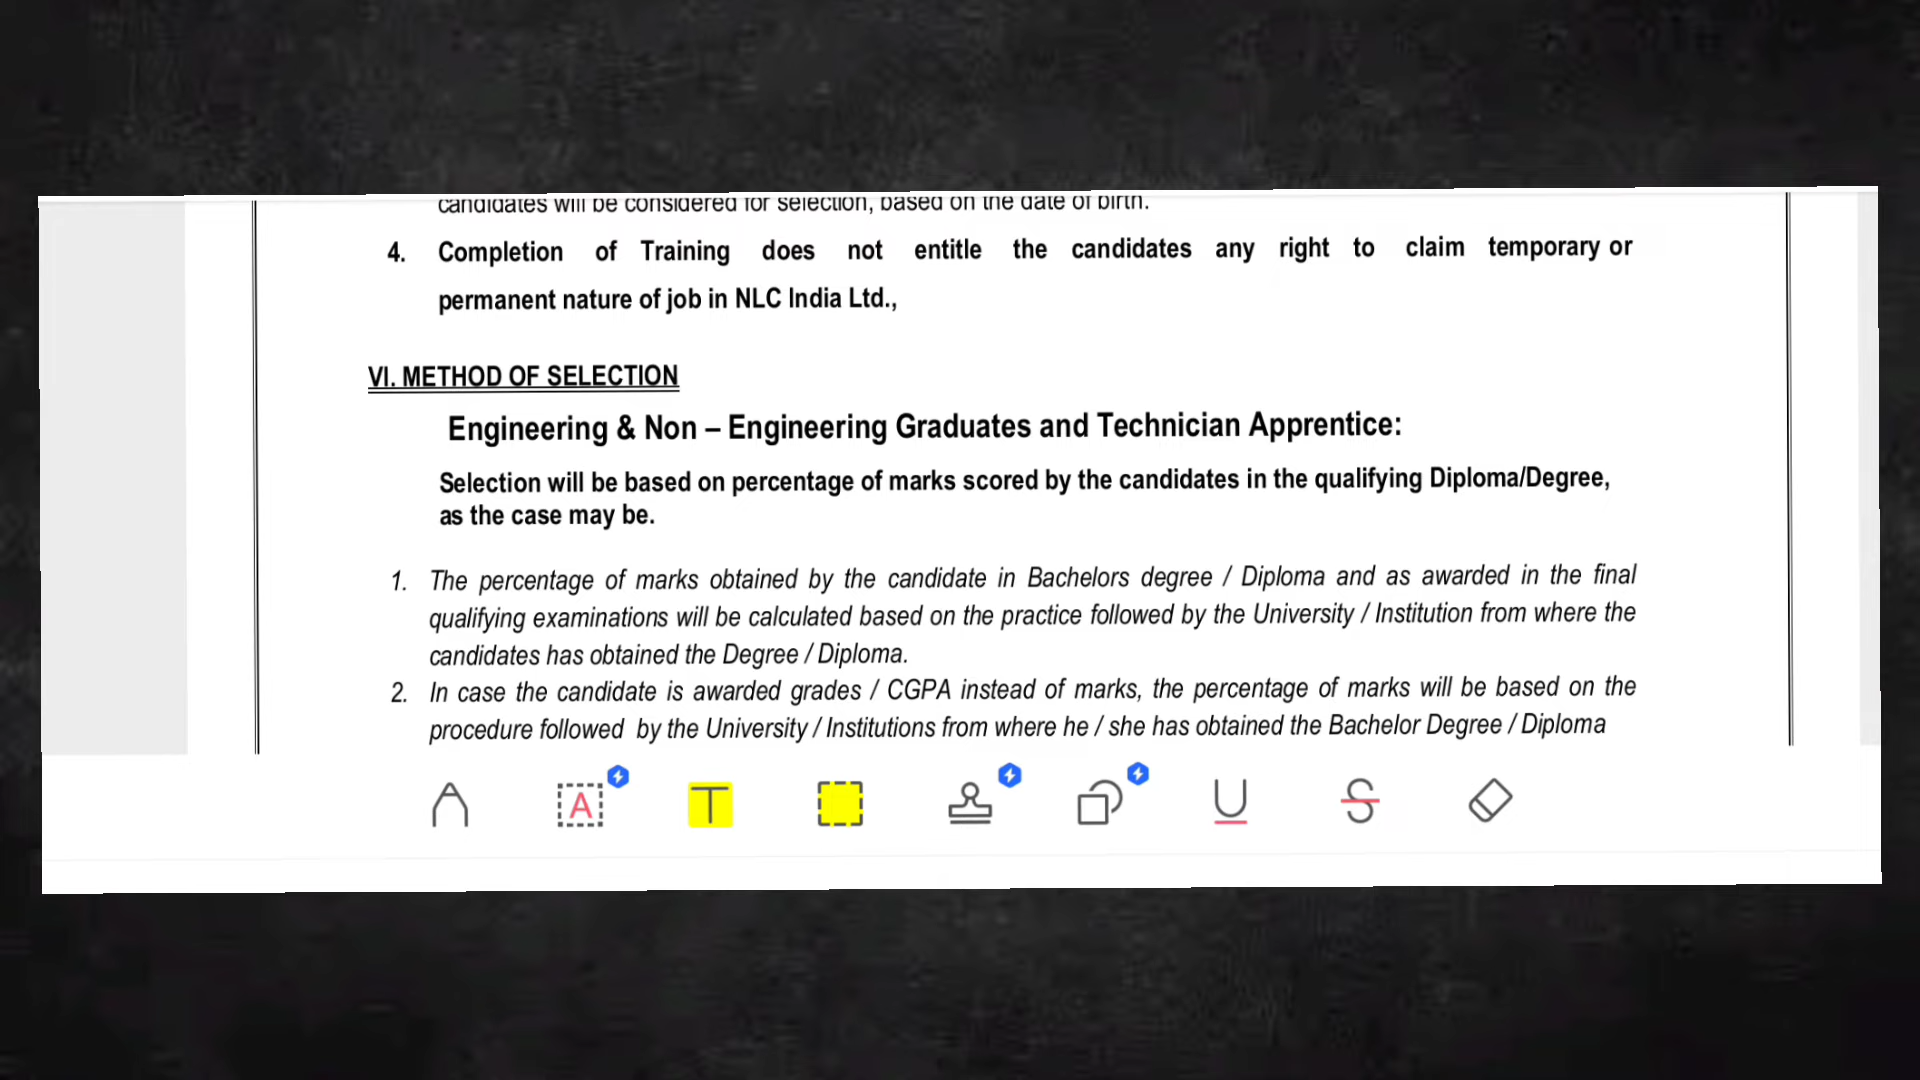 candidates will be considered for selection, based on the date of birth.
4. Completion of Training does not entitle the candidates any right to claim temporary or
permanent nature of job in NLC India Ltd.,
VI. METHOD OF SELECTION
Engineering & Non – Engineering Graduates and Technician Apprentice:
Selection will be based on percentage of marks scored by the candidates in the qualifying Diploma/Degree,
as the case may be.
1. The percentage of marks obtained by the candidate in Bachelors degree / Diploma and as awarded in the final
qualifying examinations will be calculated based on the practice followed by the University / Institution from where the
candidates has obtained the Degree / Diploma.
2. In case the candidate is awarded grades / CGPA instead of marks, the percentage of marks will be based on the
procedure followed by the University / Institutions from where he / she has obtained the Bachelor Degree / Diploma
A T U S